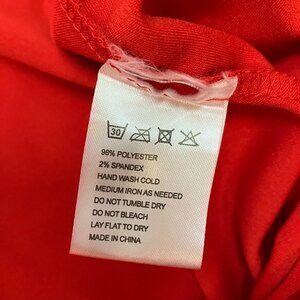 30
98% POLYESTER
2% SPANDEX
HAND WASH COLD
MEDIUM IRON AS NEEDED
DO NOT TUMBLE DRY
DO NOT BLEACH
LAY FLAT TO DRY
MADE IN CHINA